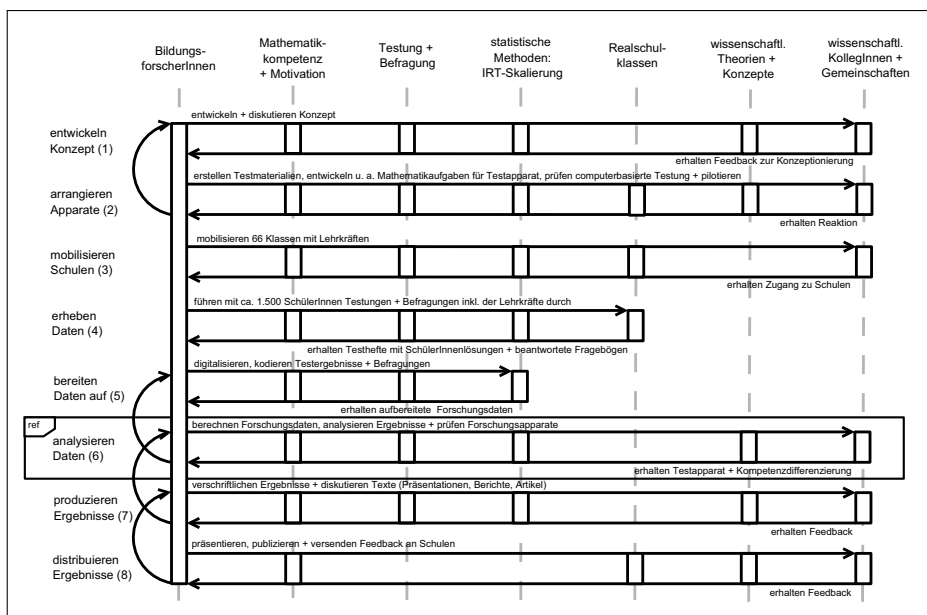 Bildungs-
forscherInnen
Mathematik-
kompetenz
+ Motivation
Testung +
Befragung
statistische
Methoden:
IRT-Skalierung
Realschul-
klassen
wissenschaftl.
Theorien +
Konzepte
wissenschaftl.
KollegInnen +
Gemeinschaften
entwickeln
Konzept (1)
entwickeln + diskutieren Konzept
erhalten Feedback zur Konzeptionierung
arrangieren
Apparate (2)
erstellen Testmaterialien, entwickeln u. a. Mathematikaufgaben für Testapparat, prüfen computerbasierte Testung + pilotieren
erhalten Reaktion
mobilisieren
Schulen (3)
mobilisieren 66 Klassen mit Lehrkräften
erhalten Zugang zu Schulen
erheben
Daten (4)
führen mit ca. 1.500 SchülerInnen Testungen + Befragungen inkl. der Lehrkräfte durch
erhalten Testhefte mit SchülerInnenlösungen + beantwortete Fragebögen
bereiten
Daten auf (5)
digitalisieren, kodieren Testergebnisse + Befragungen
erhalten aufbereitete Forschungsdaten
ref
analysieren
Daten (6)
berechnen Forschungsdaten, analysieren Ergebnisse + prüfen Forschungsapparate
erhalten Testapparat + Kompetenzdifferenzierung
produzieren
Ergebnisse (7)
verschriftlichen Ergebnisse + diskutieren Texte (Präsentationen, Berichte, Artikel)
erhalten Feedback
distribuieren
Ergebnisse (8)
präsentieren, publizieren + versenden Feedback an Schulen
erhalten Feedback